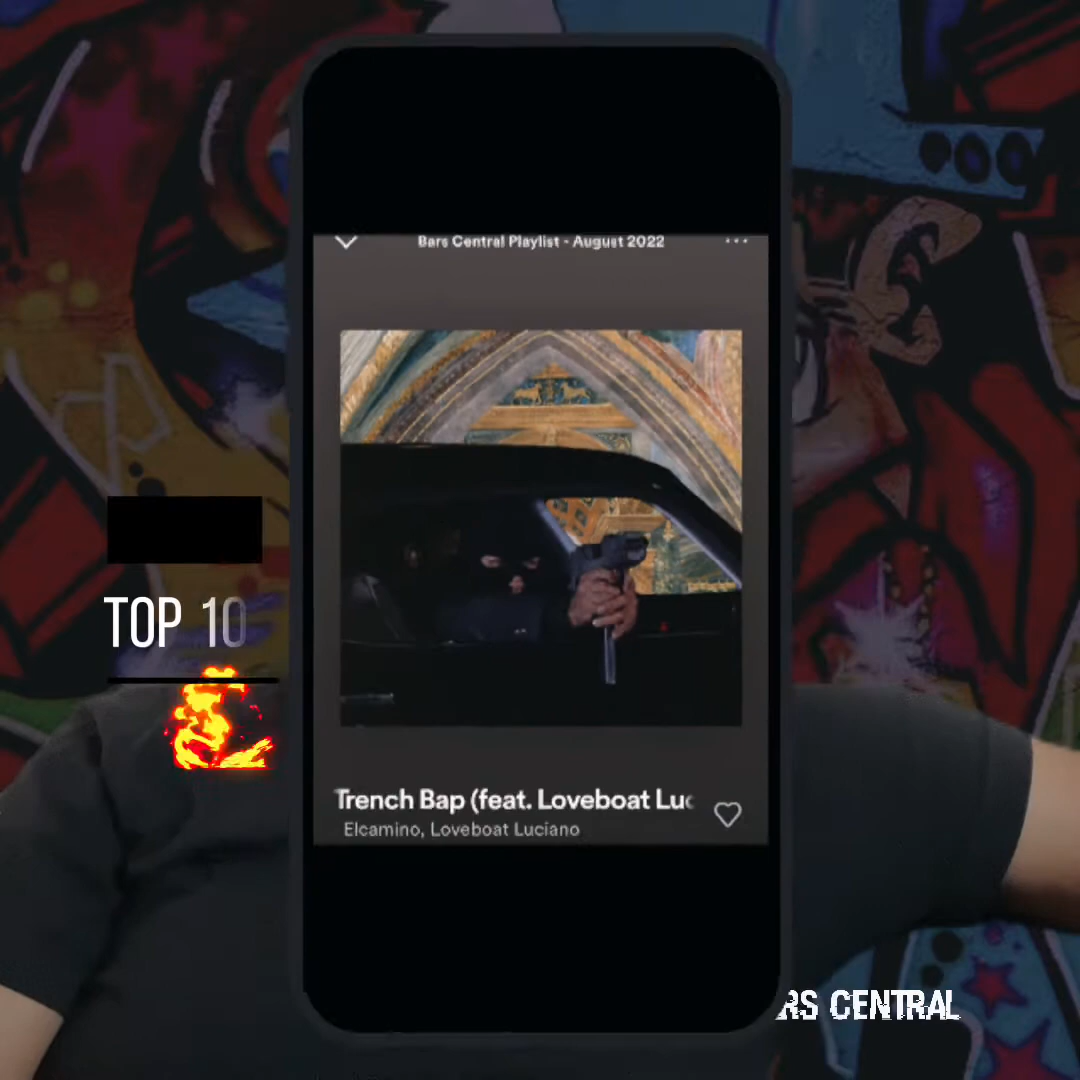 Bars Central Playlist - August 2022
TOP 10
Trench Bap (feat. Loveboat Luc
Elcamino, Loveboat Luciano
RS CENTRAL